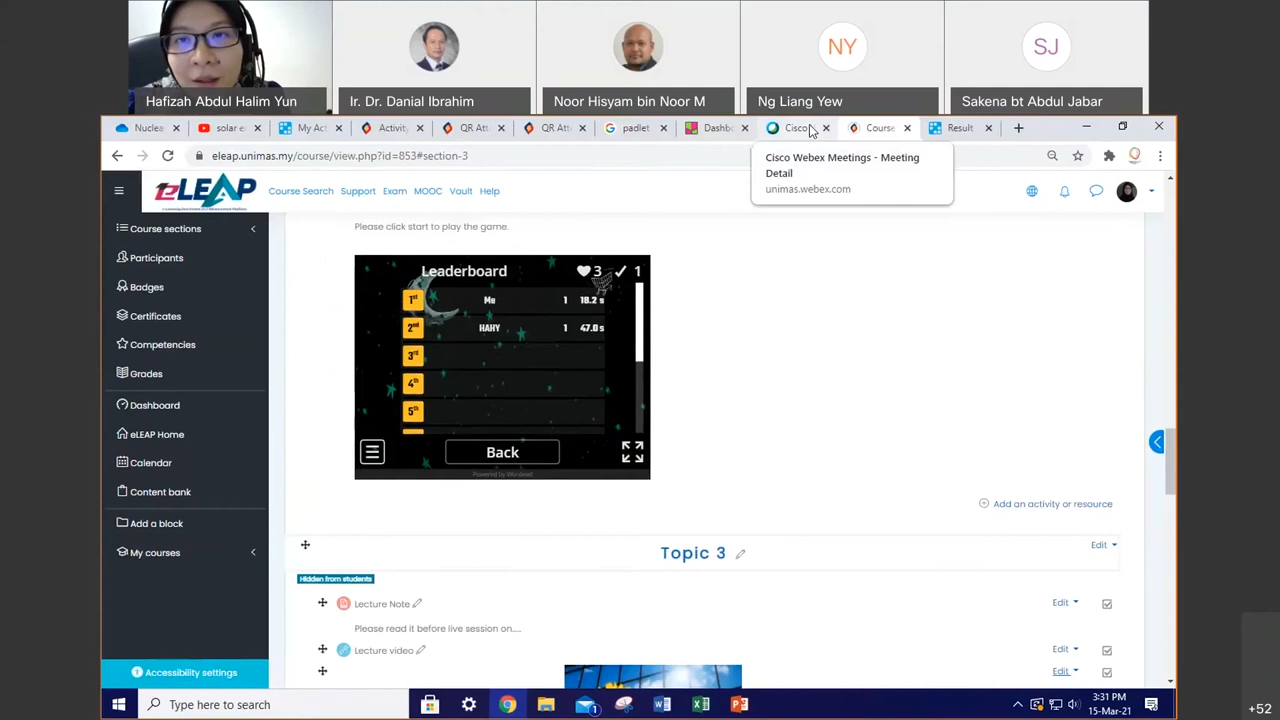 NY
SJ
Hafizah Abdul Halim Yun
Ir. Dr. Danial Ibrahim
Noor Hisyam bin Noor M
Ng Liang Yew
Sakena bt Abdul Jabar
Nuclea
solar e
My Act
Activity
QR Att
QR Att
padlet
Dashb
Cisco
Course
Result
eleap.unimas.my/course/view.php?id=853#section-3
Cisco Webex Meetings - Meeting
Detail
unimas.webex.com
eLEAP
Course Search
Support
Exam
MOOC
Vault
Help
Course sections
Participants
Badges
Certificates
Competencies
Grades
Dashboard
eLEAP Home
Calendar
Content bank
Add a block
My courses
Accessibility settings
Please click start to play the game.
Leaderboard
3
1
1st Me 1 18.2 s
2nd HAHY 1 47.0 s
3rd
4th
5th
Back
Powered by Wordwall
Add an activity or resource
Topic 3
Edit
Hidden from students
Lecture Note
Edit
Please read it before live session on.....
Lecture video
Edit
Edit
Type here to search
1
3:31 PM
15-Mar-21
+52